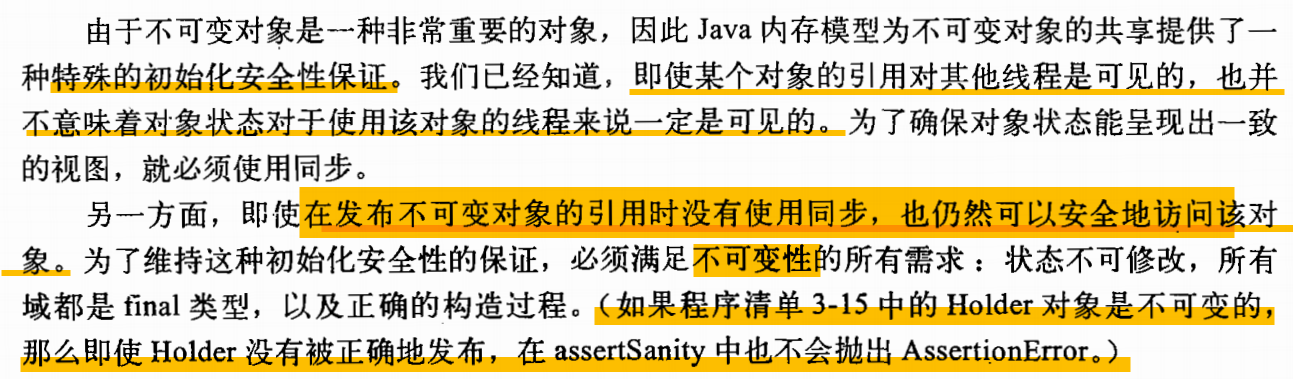 由于不可变对象是一种非常重要的对象，因此 Java 内存模型为不可变对象的共享提供了一
种特殊的初始化安全性保证。我们已经知道，即使某个对象的引用对其他线程是可见的，也并
不意味着对象状态对于使用该对象的线程来说一定是可见的。为了确保对象状态能呈现出一致
的视图，就必须使用同步。
另一方面，即使在发布不可变对象的引用时没有使用同步，也仍然可以安全地访问该对
象。为了维持这种初始化安全性的保证，必须满足不可变性的所有需求：状态不可修改，所有
域都是 final 类型，以及正确的构造过程。（如果程序清单 3-15 中的 Holder 对象是不可变的，
那么即使 Holder 没有被正确地发布，在 assertSanity 中也不会抛出 AssertionError。）